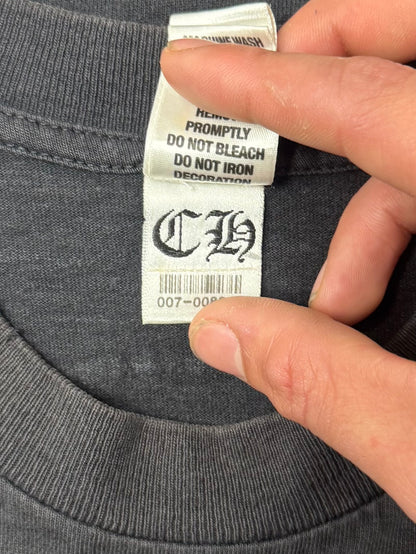 MACHINE WASH
PROMPTLY
DO NOT BLEACH
DO NOT IRON
DECORATION
CH